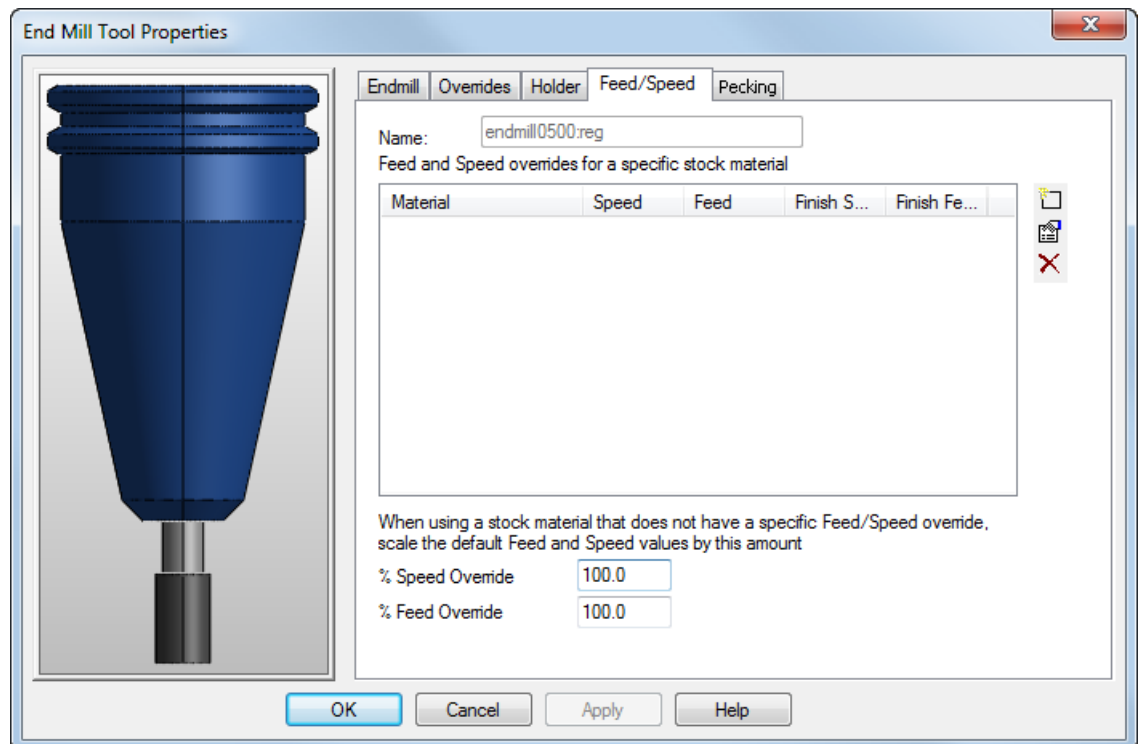 End Mill Tool Properties
Endmill Overrides Holder Feed/Speed Pecking
Name: endmill0500:reg
Feed and Speed overrides for a specific stock material
Material Speed Feed Finish S... Finish Fe...
When using a stock material that does not have a specific Feed/Speed override,
scale the default Feed and Speed values by this amount
% Speed Override 100.0
% Feed Override 100.0
OK Cancel Apply Help